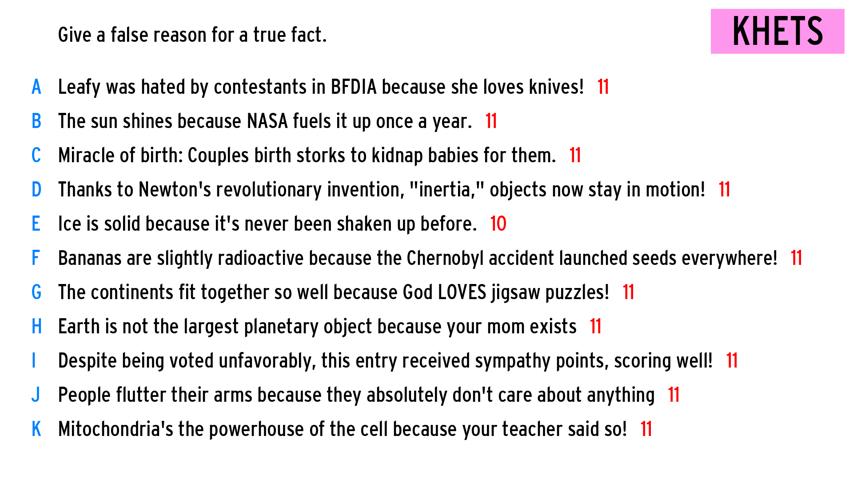 Give a false reason for a true fact.
KHETS
A Leafy was hated by contestants in BFDIA because she loves knives! 11
B The sun shines because NASA fuels it up once a year. 11
C Miracle of birth: Couples birth storks to kidnap babies for them. 11
D Thanks to Newton's revolutionary invention, "inertia," objects now stay in motion! 11
E Ice is solid because it's never been shaken up before. 10
F Bananas are slightly radioactive because the Chernobyl accident launched seeds everywhere! 11
G The continents fit together so well because God LOVES jigsaw puzzles! 11
H Earth is not the largest planetary object because your mom exists 11
I Despite being voted unfavorably, this entry received sympathy points, scoring well! 11
J People flutter their arms because they absolutely don't care about anything 11
K Mitochondria's the powerhouse of the cell because your teacher said so! 11